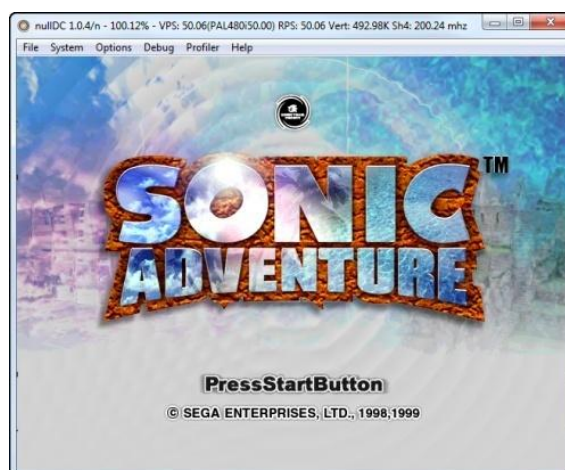 nullDC 1.0.4/n - 100.12% - VPS: 50.06(PAL480i50.00) RPS: 50.06 Vert: 492.98K Sh4: 200.24 mhz
File System Options Debug Profiler Help
SONIC
TM
ADVENTURE
PressStartButton
© SEGA ENTERPRISES, LTD., 1998,1999